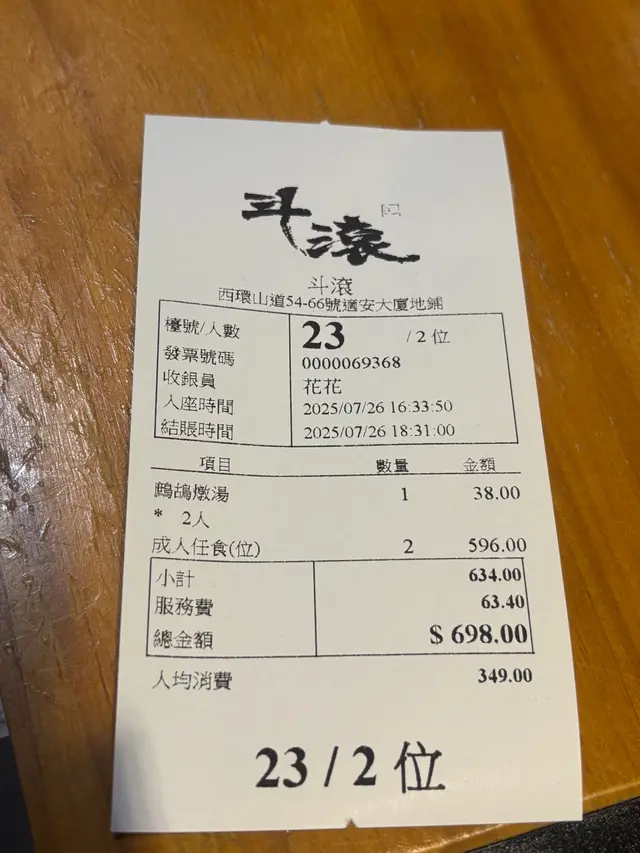 斗滾
斗滾
西環山道54-66號適安大廈地鋪
檯號/人數 23 /2位
發票號碼 0000069368
收銀員 花花
入座時間 2025/07/26 16:33:50
結賬時間 2025/07/26 18:31:00
項目 數量 金額
鷓鴣燉湯 1 38.00
* 2人
成人任食(位) 2 596.00
小計 634.00
服務費 63.40
總金額 $ 698.00
人均消費 349.00
23 / 2 位